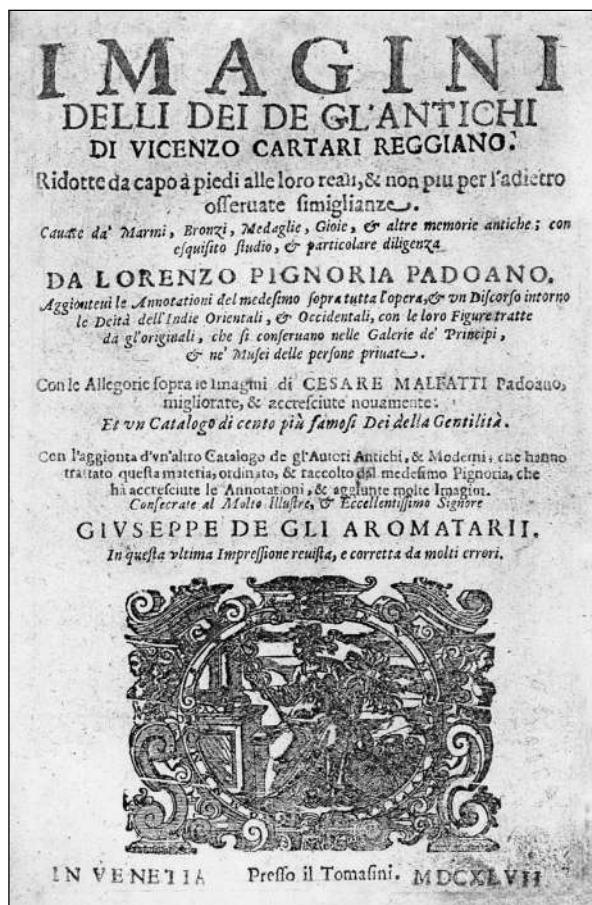 IMAGINI
DELLI DEI DE GL'ANTICHI
DI VICENZO CARTARI REGGIANO.
Ridotte da capo à piedi alle loro reali, & non piu per l'adietro
osseruate simiglianze.
Cauate da' Marmi, Bronzi, Medaglie, Gioie, & altre memorie antiche; con
esquisito studio, & particolare diligenza
DA LORENZO PIGNORIA PADOANO.
Aggionteui le Annotationi del medesimo sopra tutta l'opera, & vn Discorso intorno
le Deità dell'Indie Orientali, & Occidentali, con le loro Figure tratte
da gl'originali, che si conseruano nelle Galerie de' Principi,
& ne' Musei delle persone priuate.
Con le Allegorie sopra le Imagini di CESARE MALFATTI Padoano,
migliorate, & accresciute nouamente:
Et vn Catalogo di cento più famosi Dei della Gentilità.
Con l'aggionta d'vn'altro Catalogo de gl'Autori Antichi, & Moderni; che hanno
trattato questa materia, ordinato, & raccolto dal medesimo Pignoria, che
hà accresciute le Annotationi, & aggiunte molte Imagini.
Consecrate al Molto Illustre, & Eccellentissimo Signore
GIVSEPPE DE GLI AROMATARII.
In questa vltima Impressione reuista, e corretta da molti errori.
IN VENETIA Presso il Tomasini. MDCXLVII